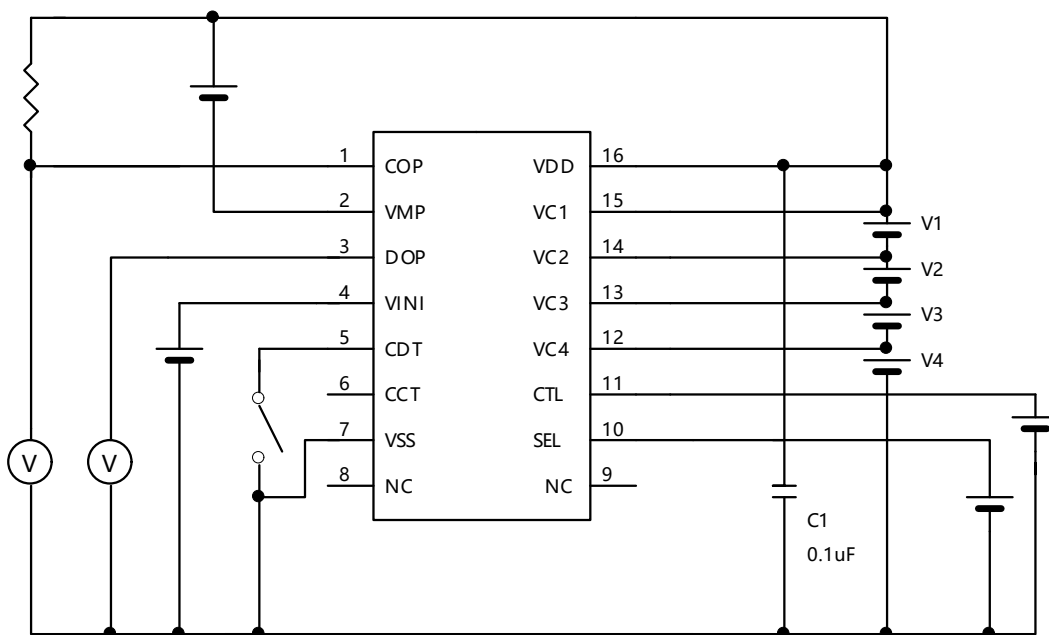 1 COP VDD 16
2 VMP VC1 15
V1
3 DOP VC2 14
V2
4 VINI VC3 13
V3
5 CDT VC4 12
V4
6 CCT CTL 11
7 VSS SEL 10
V V
8 NC NC 9
C1
0.1uF